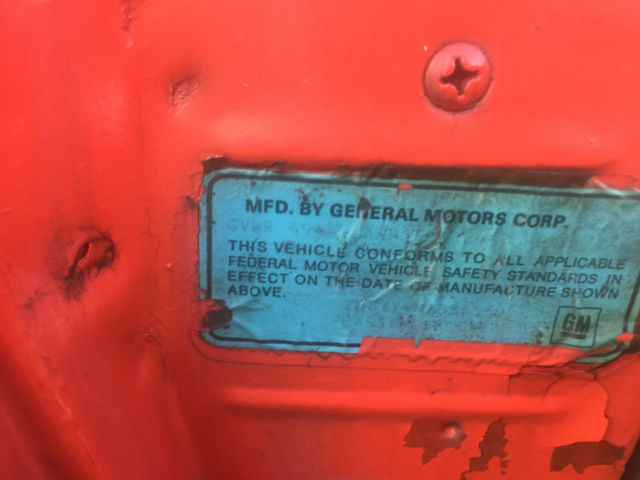 MFD. BY GENERAL MOTORS CORP.
GVWR
THIS VEHICLE CONFORMS TO ALL APPLICABLE
FEDERAL MOTOR VEHICLE SAFETY STANDARDS IN
EFFECT ON THE DATE OF MANUFACTURE SHOWN
ABOVE.
GM